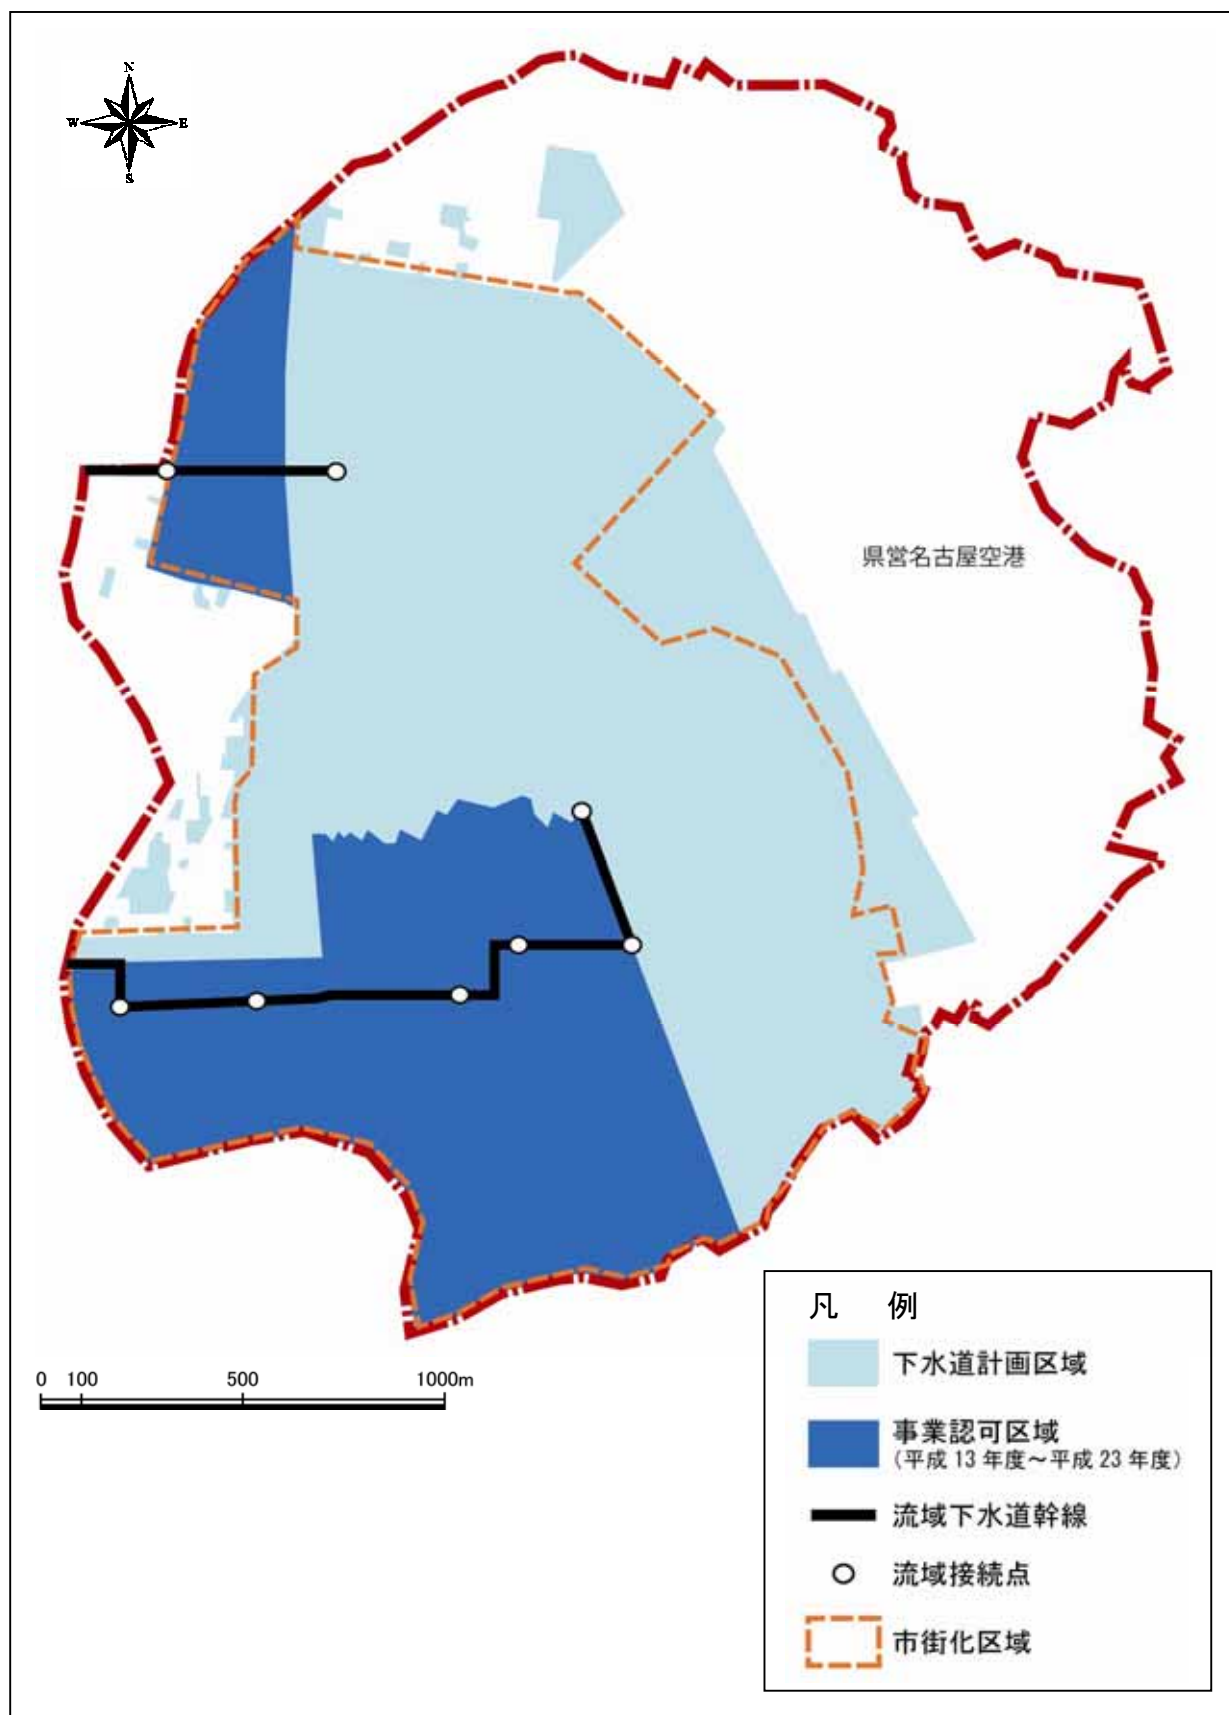 N
W E
S
県営名古屋空港
0 100 500 1000m
凡 例
下水道計画区域
事業認可区域
(平成 13 年度~平成 23 年度)
流域下水道幹線
流域接続点
市街化区域